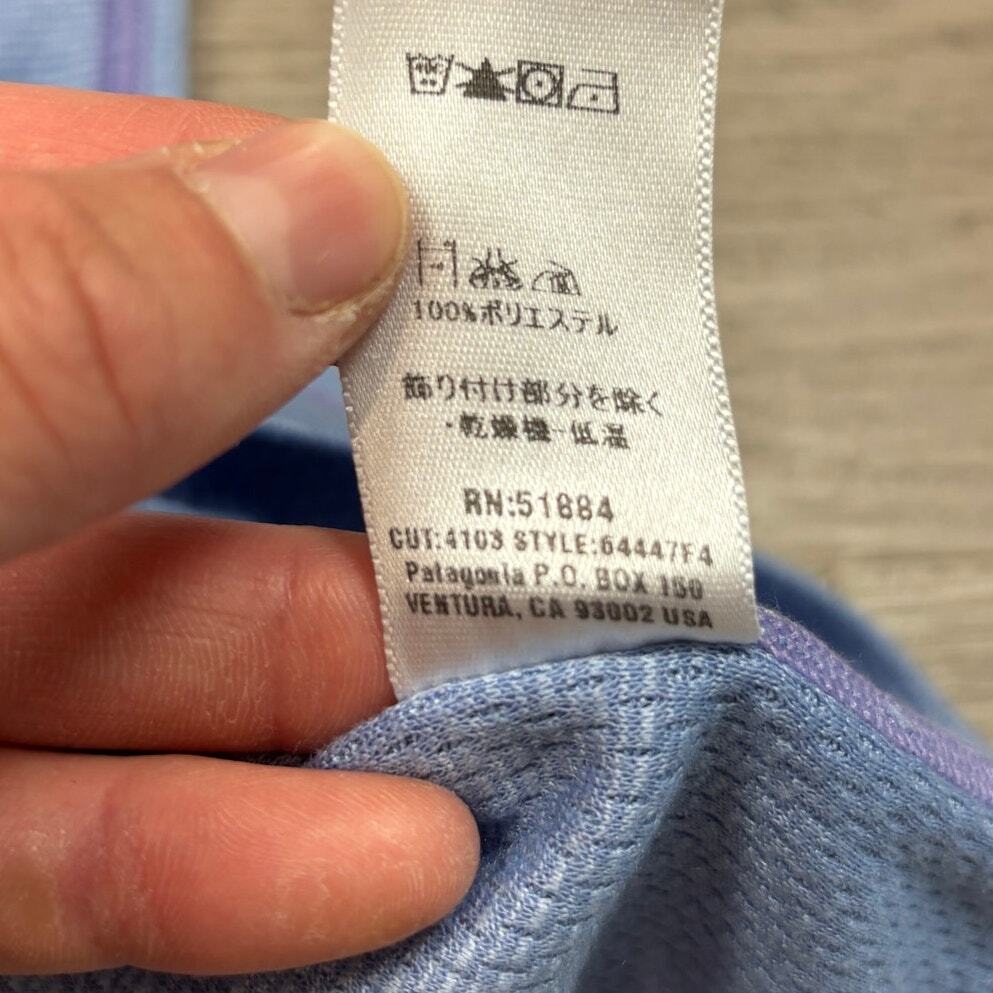 100%ポリエステル
飾り付け部分を除く
・乾燥機-低温
RN:51884
CUT:4103 STYLE:64447F4
Patagonia P.O. BOX 150
VENTURA, CA 93002 USA